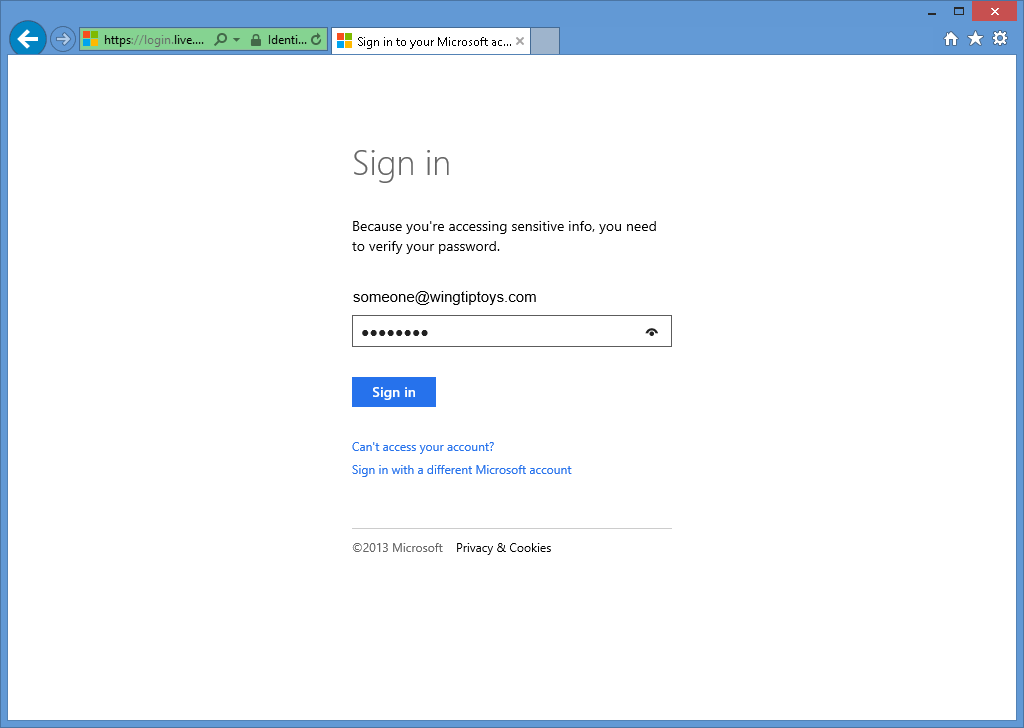 https://login.live.... Identi... Sign in to your Microsoft ac...
Sign in
Because you're accessing sensitive info, you need
to verify your password.
someone@wingtiptoys.com
••••••••
Sign in
Can't access your account?
Sign in with a different Microsoft account
©2013 Microsoft Privacy & Cookies